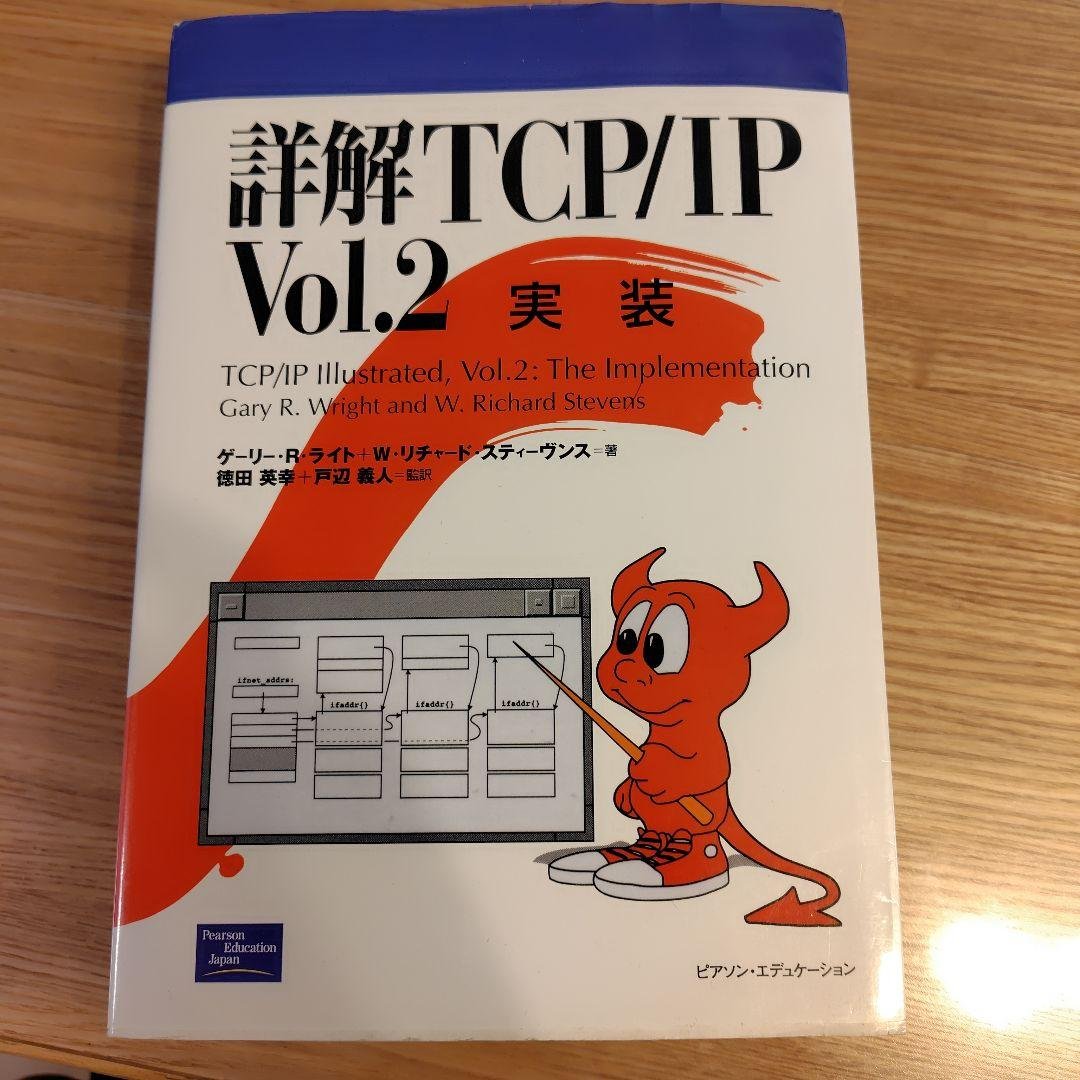 詳解TCP/IP
Vol.2 実装
TCP/IP Illustrated, Vol.2: The Implementation
Gary R. Wright and W. Richard Stevens
ゲーリー・R・ライト+W・リチャード・スティーヴンス=著
徳田 英幸+戸辺 義人=監訳
ifnet_addrs:
ifaddr{}
ifaddr{}
ifaddr{}
Pearson
Education
Japan
ピアソン・エデュケーション